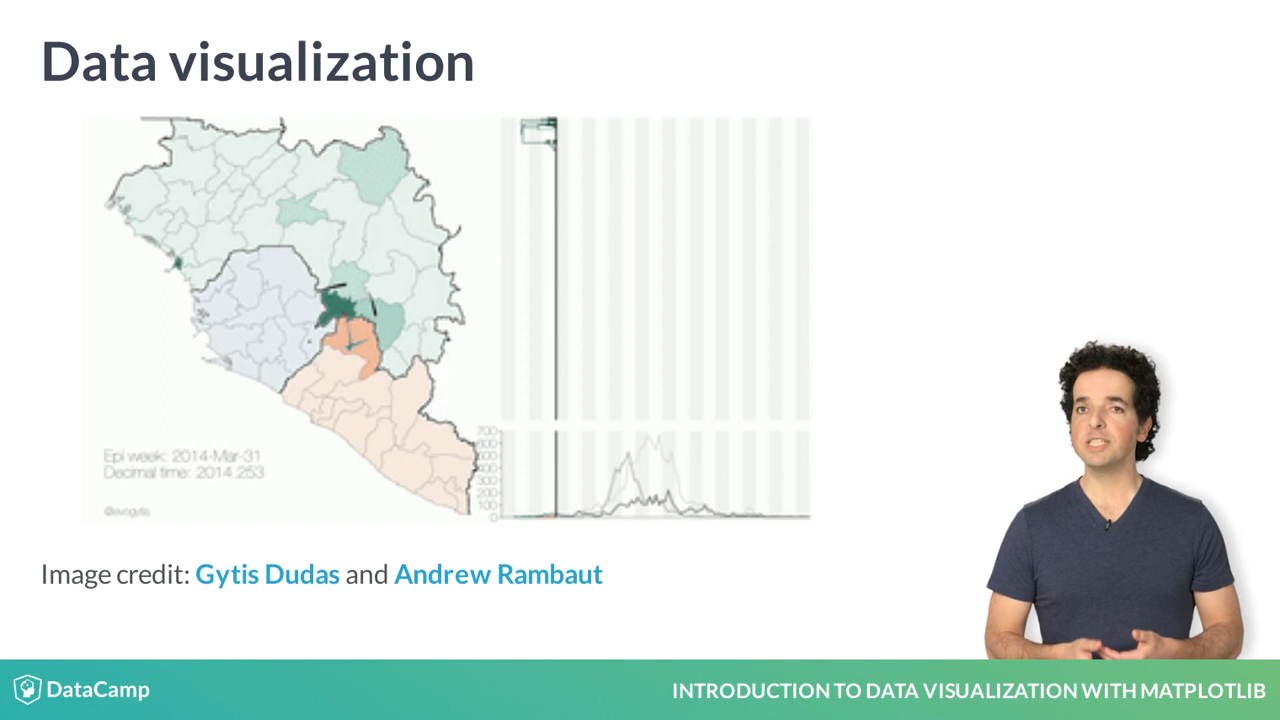 Data visualization
700
600
500
400
300
200
100
0
Epi week: 2014-Mar-31
Decimal time: 2014.253
@evogytis
Image credit: Gytis Dudas and Andrew Rambaut
DataCamp
INTRODUCTION TO DATA VISUALIZATION WITH MATPLOTLIB